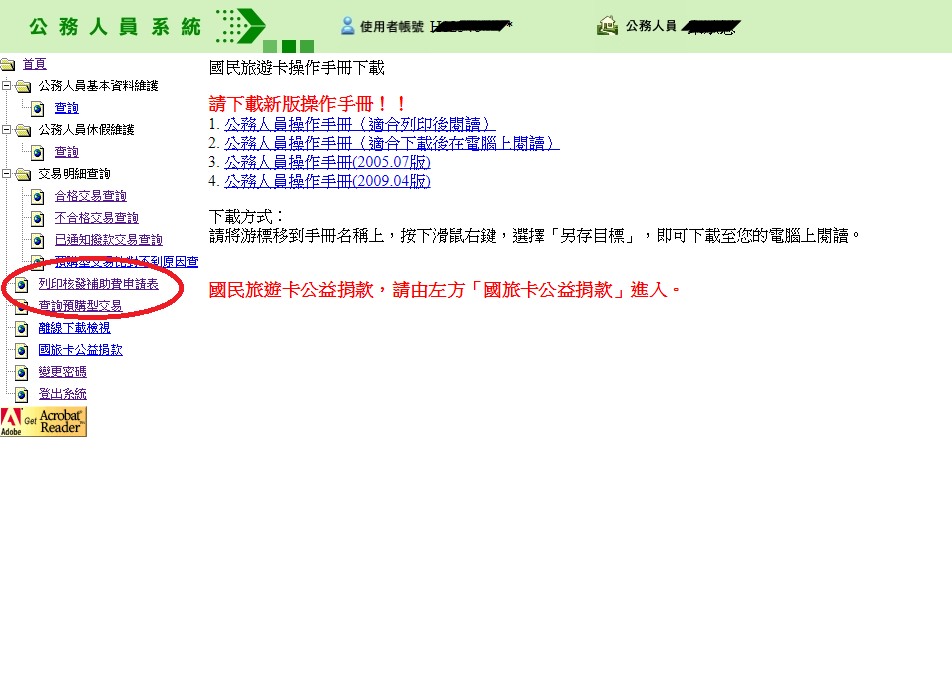 公務人員系統
使用者帳號
公務人員
首頁
公務人員基本資料維護
查詢
公務人員休假維護
查詢
交易明細查詢
合格交易查詢
不合格交易查詢
已通知撥款交易查詢
預購型交易比對不到原因查
列印核發補助費申請表
查詢預購型交易
離線下載檢視
國旅卡公益捐款
變更密碼
登出系統
Adobe
Get Acrobat Reader
國民旅遊卡操作手冊下載
請下載新版操作手冊！！
1. 公務人員操作手冊（適合列印後閱讀）
2. 公務人員操作手冊（適合下載後在電腦上閱讀）
3. 公務人員操作手冊(2005.07版)
4. 公務人員操作手冊(2009.04版)
下載方式：
請將游標移到手冊名稱上，按下滑鼠右鍵，選擇「另存目標」，即可下載至您的電腦上閱讀。
國民旅遊卡公益捐款，請由左方「國旅卡公益捐款」進入。